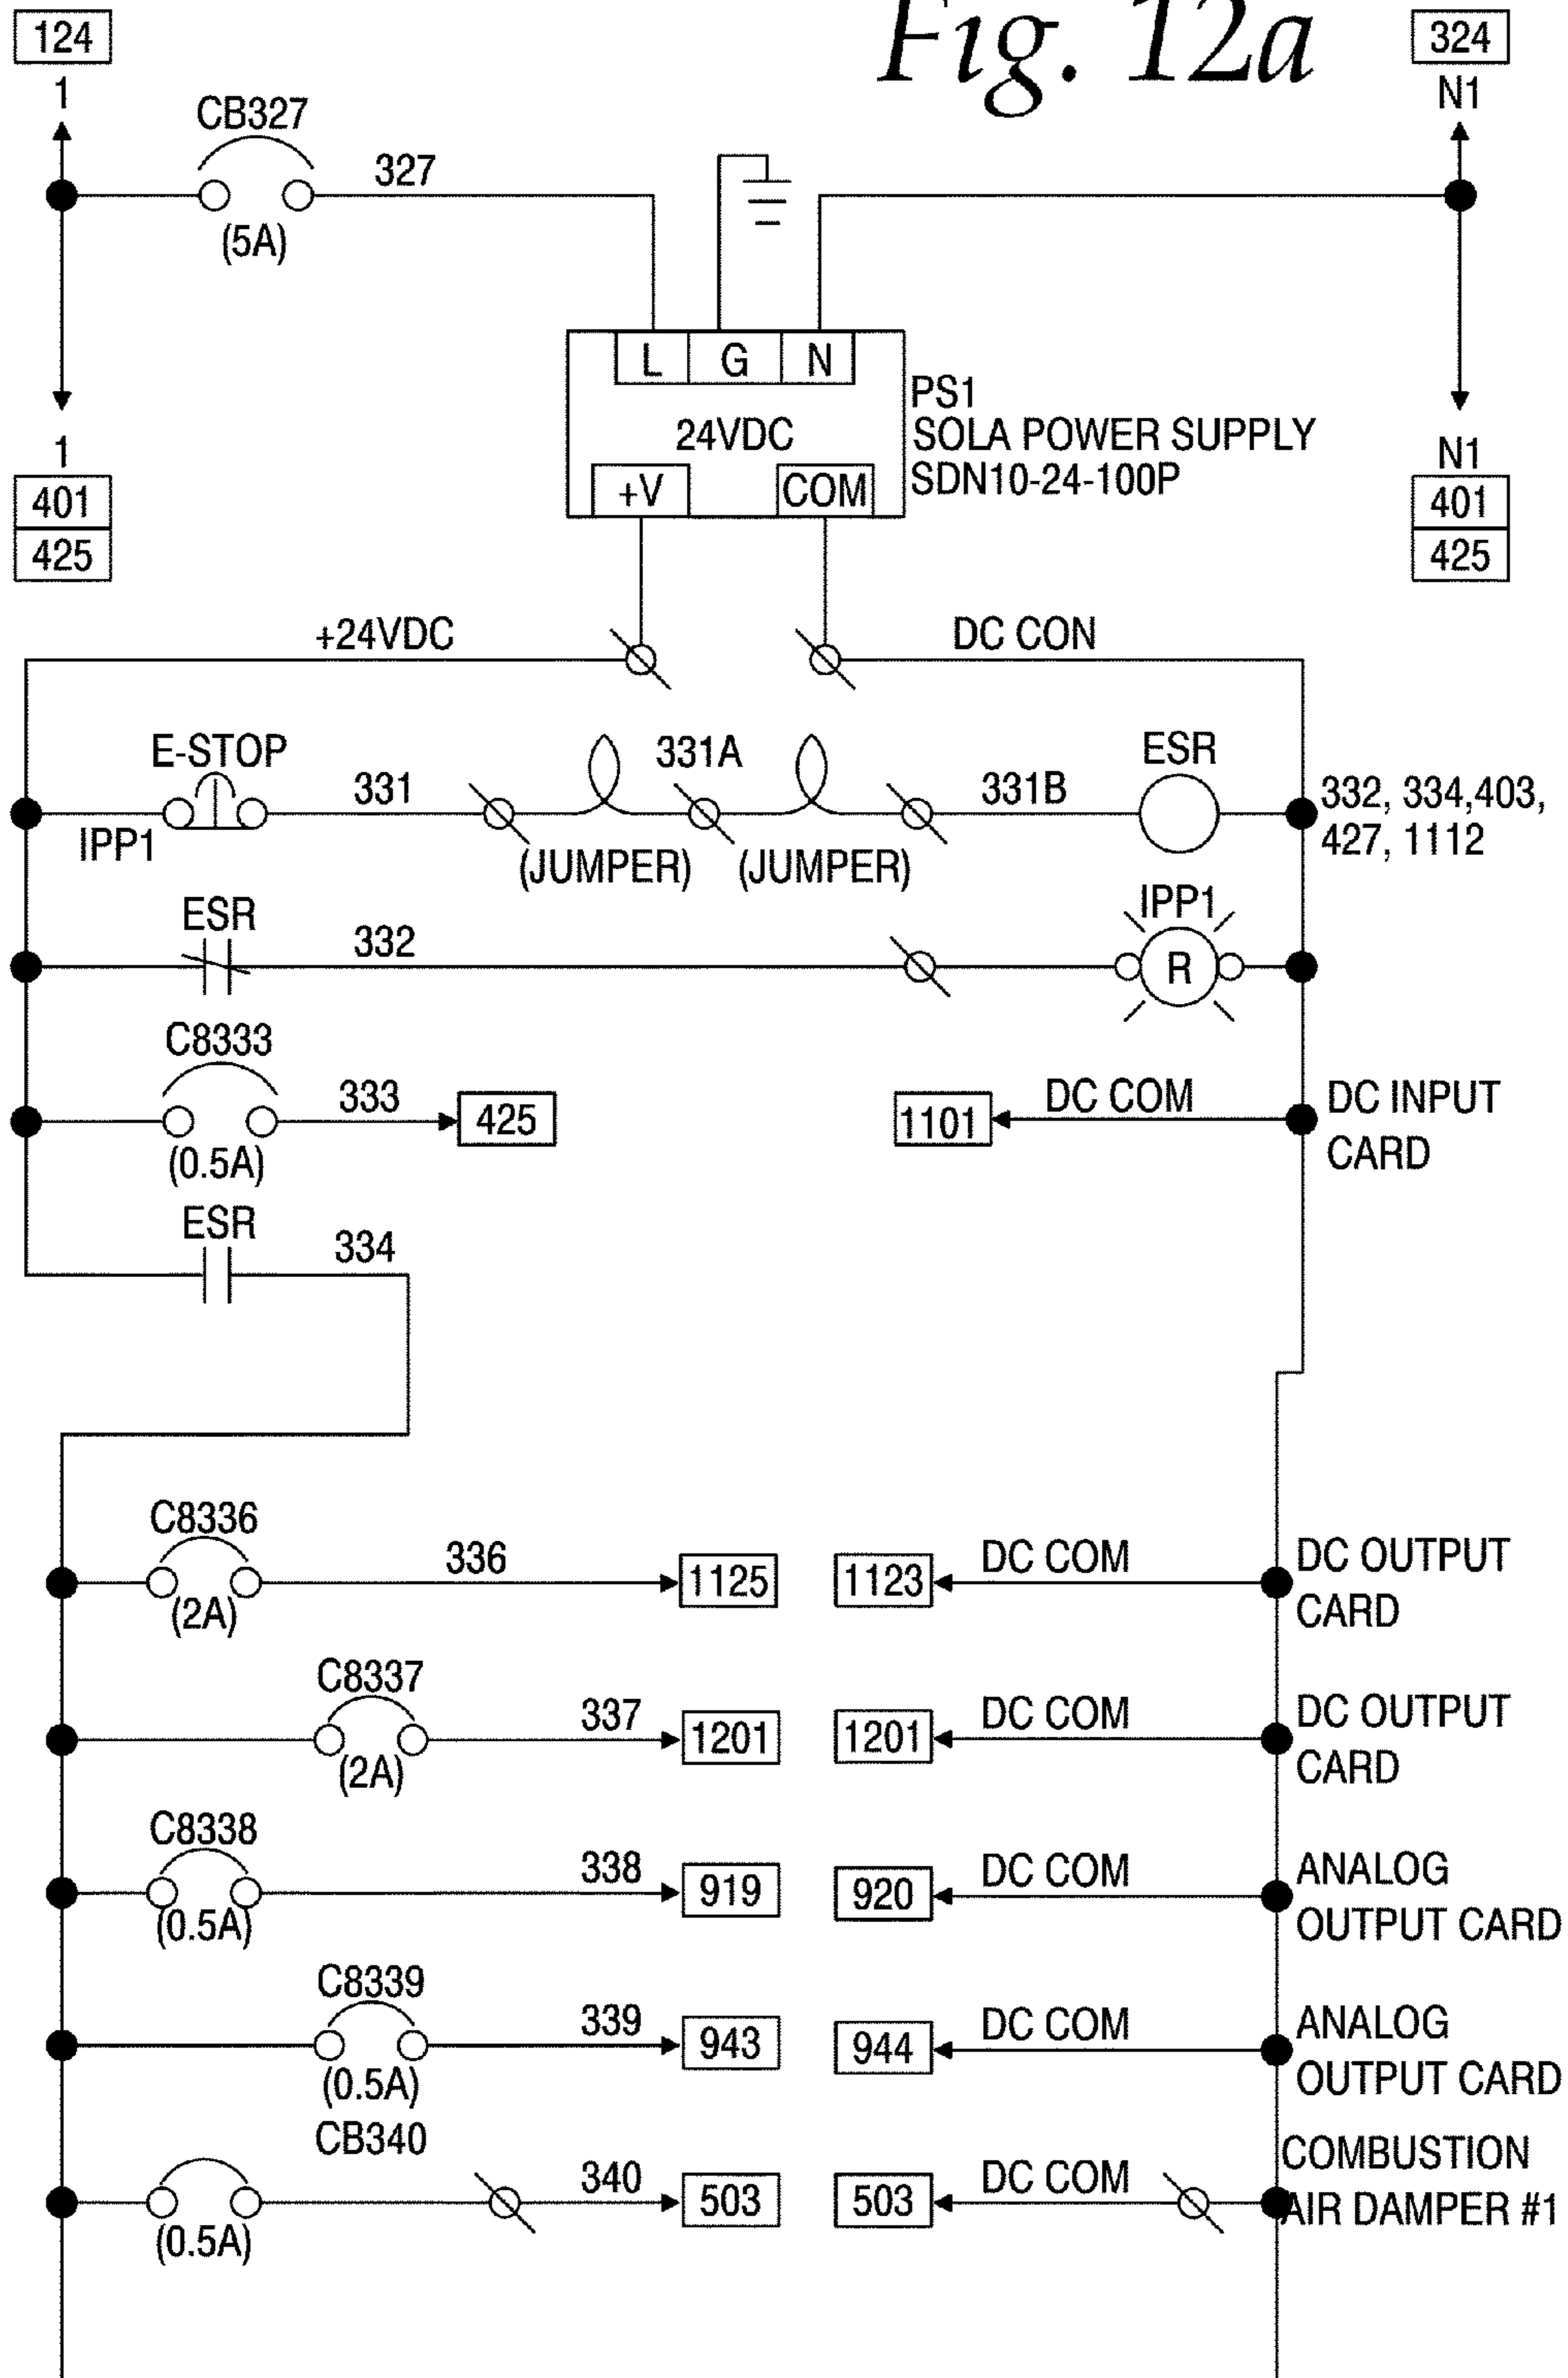 Fig. 12a
124
1
324
N1
CB327
327
(5A)
L
G
N
PS1
24VDC
SOLA POWER SUPPLY
+V
COM
SDN10-24-100P
1
401
425
N1
401
425
+24VDC
DC CON
E-STOP
331A
ESR
331
331B
332, 334,403,
427, 1112
IPP1
(JUMPER)
(JUMPER)
ESR
332
IPP1
R
C8333
333
425
1101
DC COM
DC INPUT
CARD
(0.5A)
ESR
334
C8336
336
1125
1123
DC COM
DC OUTPUT
CARD
(2A)
C8337
337
1201
1201
DC COM
DC OUTPUT
CARD
(2A)
C8338
338
919
920
DC COM
ANALOG
OUTPUT CARD
(0.5A)
C8339
339
943
944
DC COM
ANALOG
OUTPUT CARD
(0.5A)
CB340
340
503
503
DC COM
COMBUSTION
AIR DAMPER #1
(0.5A)